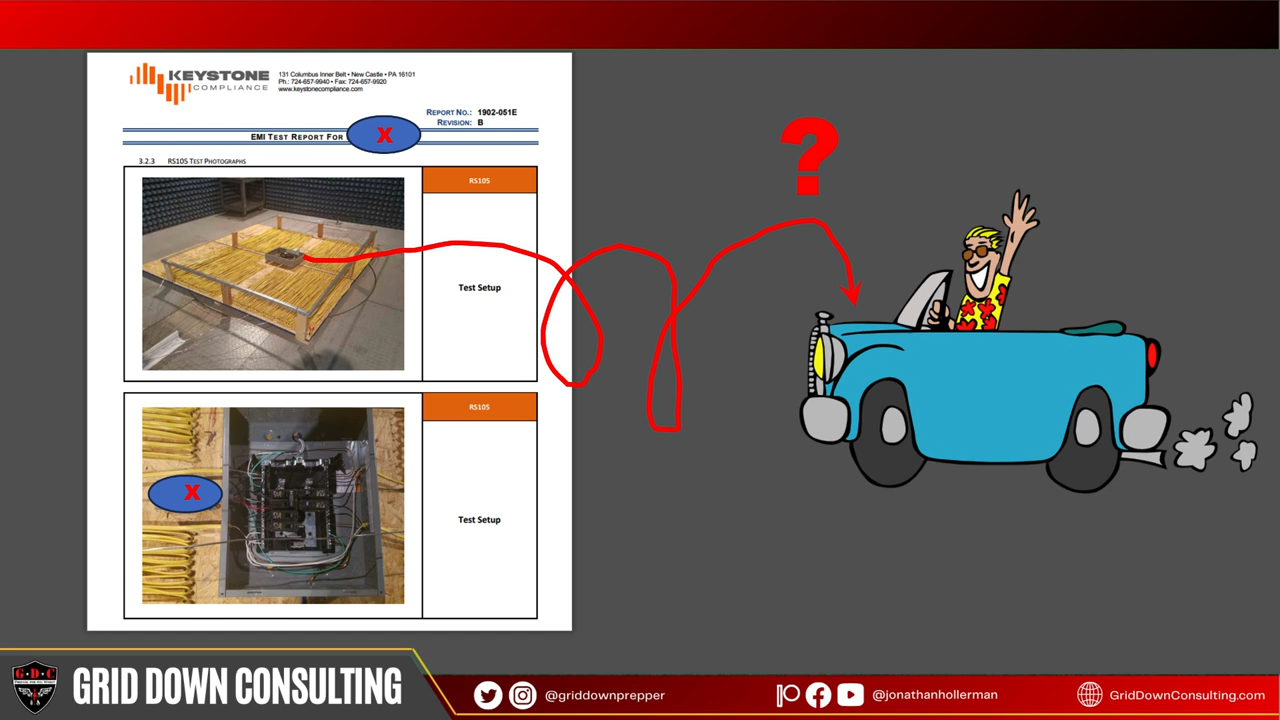 KEYSTONE
COMPLIANCE
131 Columbus Inner Belt • New Castle • PA 16101
Ph.: 724-657-9940 • Fax: 724-657-9920
www.keystonecompliance.com
REPORT NO.: 1902-051E
REVISION: B
EMI TEST REPORT FOR X
3.2.3 RS105 TEST PHOTOGRAPHS
RS105
Test Setup
RS105
X
Test Setup
?
G·D·C
GRID DOWN CONSULTING
@griddownprepper
@jonathanhollerman
GridDownConsulting.com